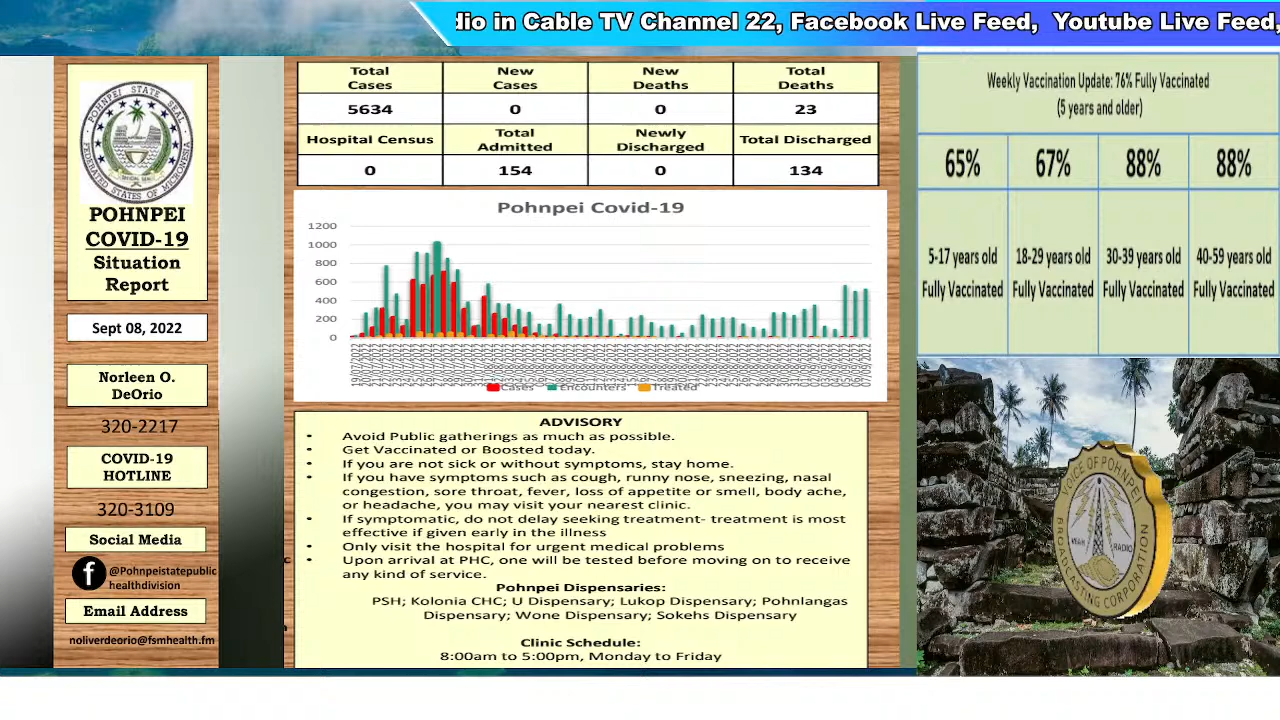 dio in Cable TV Channel 22, Facebook Live Feed, Youtube Live Feed,
POHNPEI STATE SEAL
FEDERATED STATES OF MICRONESIA
POHNPEI
COVID-19
Situation
Report
Sept 08, 2022
Norleen O.
DeOrio
320-2217
COVID-19
HOTLINE
320-3109
Social Media
f @Pohnpeistatepublic
healthdivision
Email Address
noliverdeorio@fsmhealth.fm
Total Cases New Cases New Deaths Total Deaths
5634 0 0 23
Hospital Census Total Admitted Newly Discharged Total Discharged
0 154 0 134
Pohnpei Covid-19
1200
1000
800
600
400
200
0
Cases Encounters Treated
ADVISORY
• Avoid Public gatherings as much as possible.
• Get Vaccinated or Boosted today.
• If you are not sick or without symptoms, stay home.
• If you have symptoms such as cough, runny nose, sneezing, nasal
congestion, sore throat, fever, loss of appetite or smell, body ache,
or headache, you may visit your nearest clinic.
• If symptomatic, do not delay seeking treatment- treatment is most
effective if given early in the illness
• Only visit the hospital for urgent medical problems
• Upon arrival at PHC, one will be tested before moving on to receive
any kind of service.
Pohnpei Dispensaries:
PSH; Kolonia CHC; U Dispensary; Lukop Dispensary; Pohnlangas
Dispensary; Wone Dispensary; Sokehs Dispensary
Clinic Schedule:
8:00am to 5:00pm, Monday to Friday
Weekly Vaccination Update: 76% Fully Vaccinated
(5 years and older)
65% 67% 88% 88%
5-17 years old 18-29 years old 30-39 years old 40-59 years old
Fully Vaccinated Fully Vaccinated Fully Vaccinated Fully Vaccinated
VOICE OF POHNPEI
V6AH RADIO
BROADCASTING CORPORATION